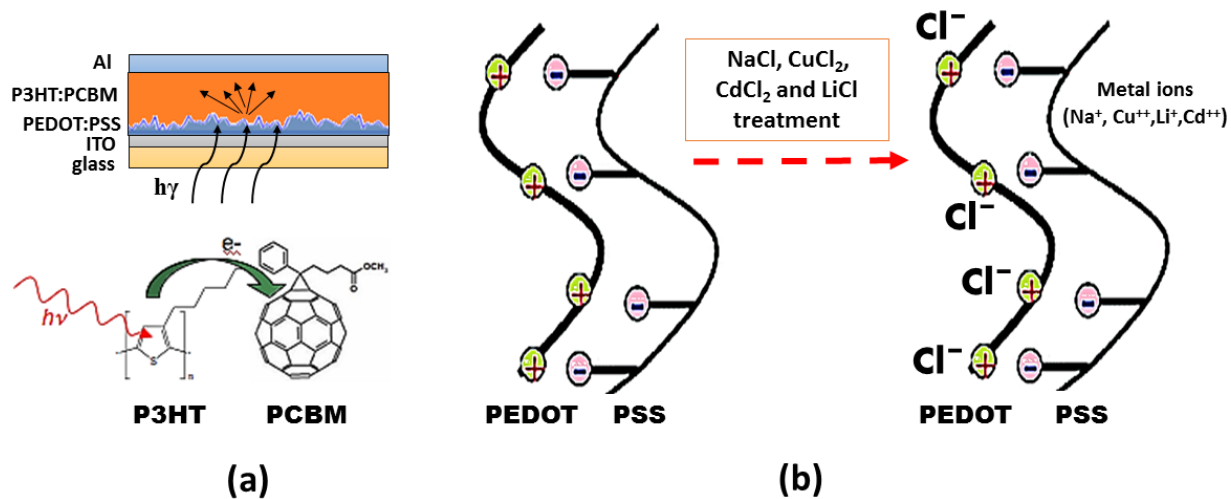 Al
P3HT:PCBM
PEDOT:PSS
ITO
glass
hγ
e-
hν
OCH₃
O
S
n
P3HT PCBM
(a)
NaCl, CuCl₂,
CdCl₂ and LiCl
treatment
PEDOT PSS
Cl⁻
Metal ions
(Na⁺, Cu⁺⁺,Li⁺,Cd⁺⁺)
Cl⁻
Cl⁻
Cl⁻
PEDOT PSS
(b)